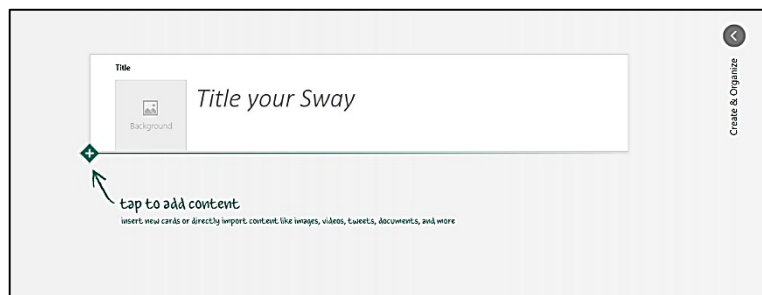 Title
Title your Sway
Background
tap to add content
insert new cards or directly import content like images, videos, tweets, documents, and more
Create & Organize